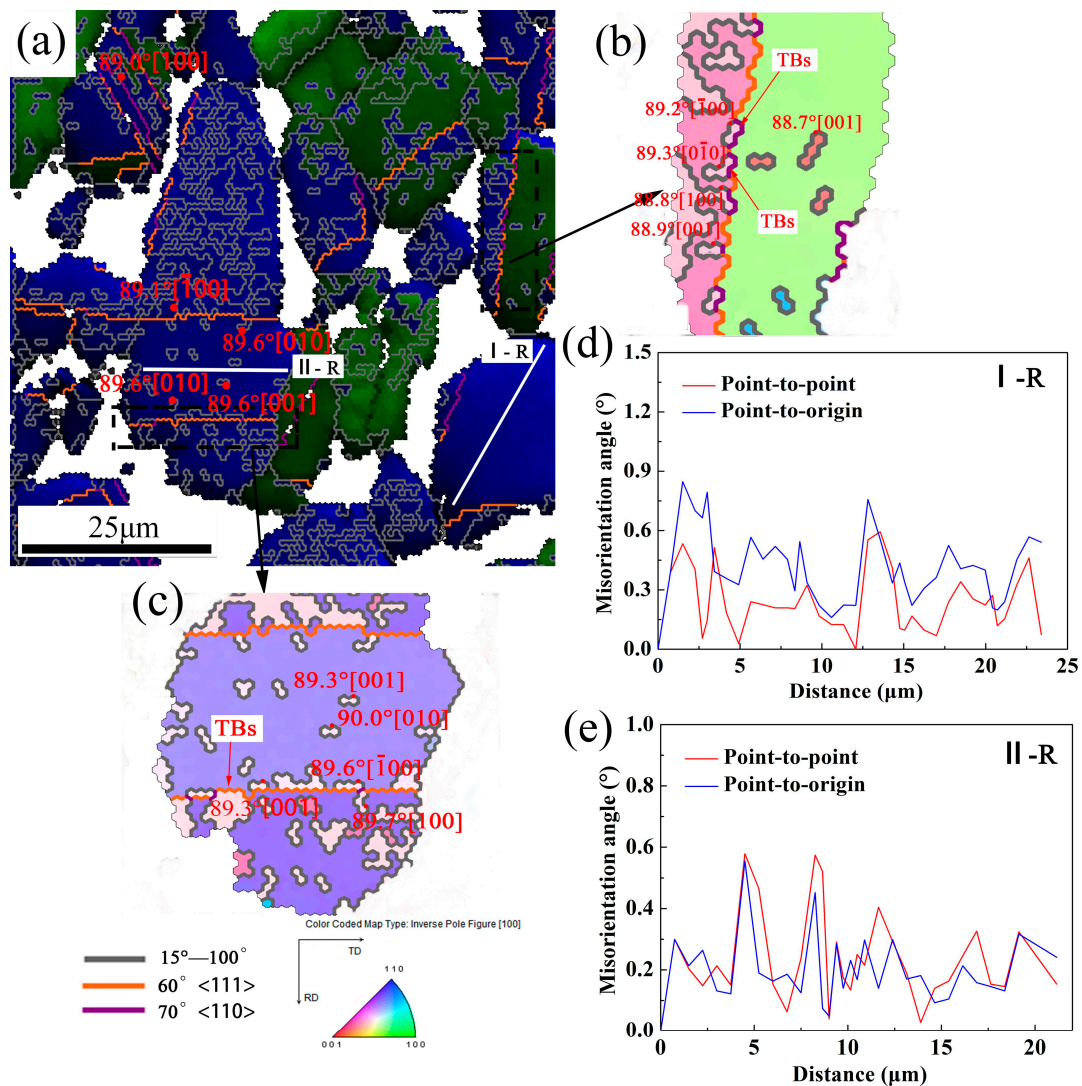 (a)
89.0°[100]
89.1°[1̄00]
89.6°[010]
II-R
I-R
89.6°[010]
89.6°[001]
25μm
(b)
TBs
89.2°[1̄00]
88.7°[001]
89.3°[01̄0]
88.8°[100]
TBs
88.9°[001]
(c)
89.3°[001]
90.0°[010]
TBs
89.6°[1̄00]
89.3°[001]
89.7°[100]
Color Coded Map Type: Inverse Pole Figure [100]
TD
RD
110
001
100
15°—100°
60° <111>
70° <110>
(d)
I-R
Point-to-point
Point-to-origin
Misorientation angle (°)
1.5
1.2
0.9
0.6
0.3
0.0
0 5 10 15 20 25
Distance (μm)
(e)
II-R
Point-to-point
Point-to-origin
Misorientation angle (°)
1.0
0.8
0.6
0.4
0.2
0.0
0 5 10 15 20
Distance (μm)